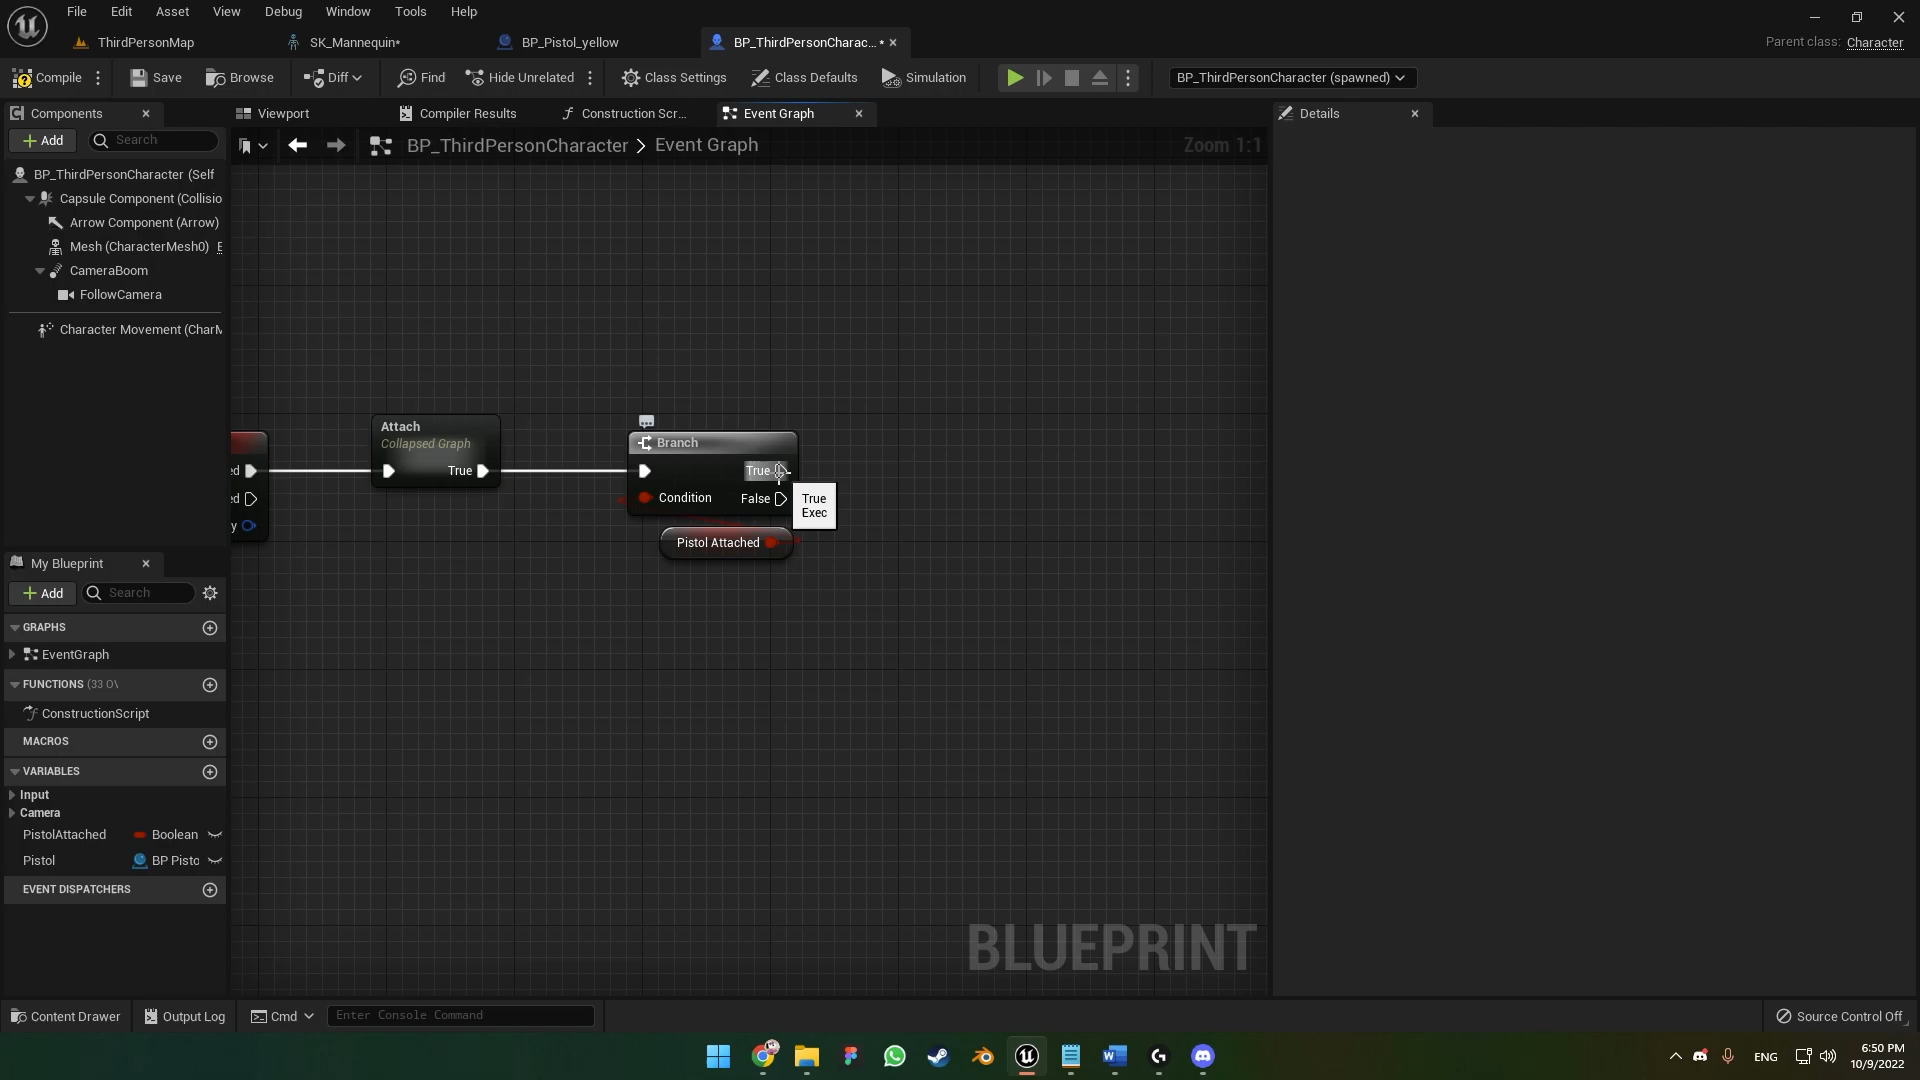 File Edit Asset View Debug Window Tools Help
ThirdPersonMap SK_Mannequin* BP_Pistol_yellow BP_ThirdPersonCharac... *
Parent class: Character
Compile Save Browse Diff Find Hide Unrelated Class Settings Class Defaults Simulation BP_ThirdPersonCharacter (spawned)
Components Viewport Compiler Results Construction Scr... Event Graph Details
Add Search
BP_ThirdPersonCharacter > Event Graph Zoom 1:1
BP_ThirdPersonCharacter (Self
Capsule Component (Collisio
Arrow Component (Arrow)
Mesh (CharacterMesh0) E
CameraBoom
FollowCamera
Character Movement (CharM
Attach
Collapsed Graph
True
ed
ed
y
Branch
True
Condition False
True
Exec
Pistol Attached
My Blueprint
Add Search
GRAPHS
EventGraph
FUNCTIONS (33 OV
ConstructionScript
MACROS
VARIABLES
Input
Camera
PistolAttached Boolean
Pistol BP Pisto
EVENT DISPATCHERS
BLUEPRINT
Content Drawer Output Log Cmd Enter Console Command Source Control Off
ENG
6:50 PM
10/9/2022